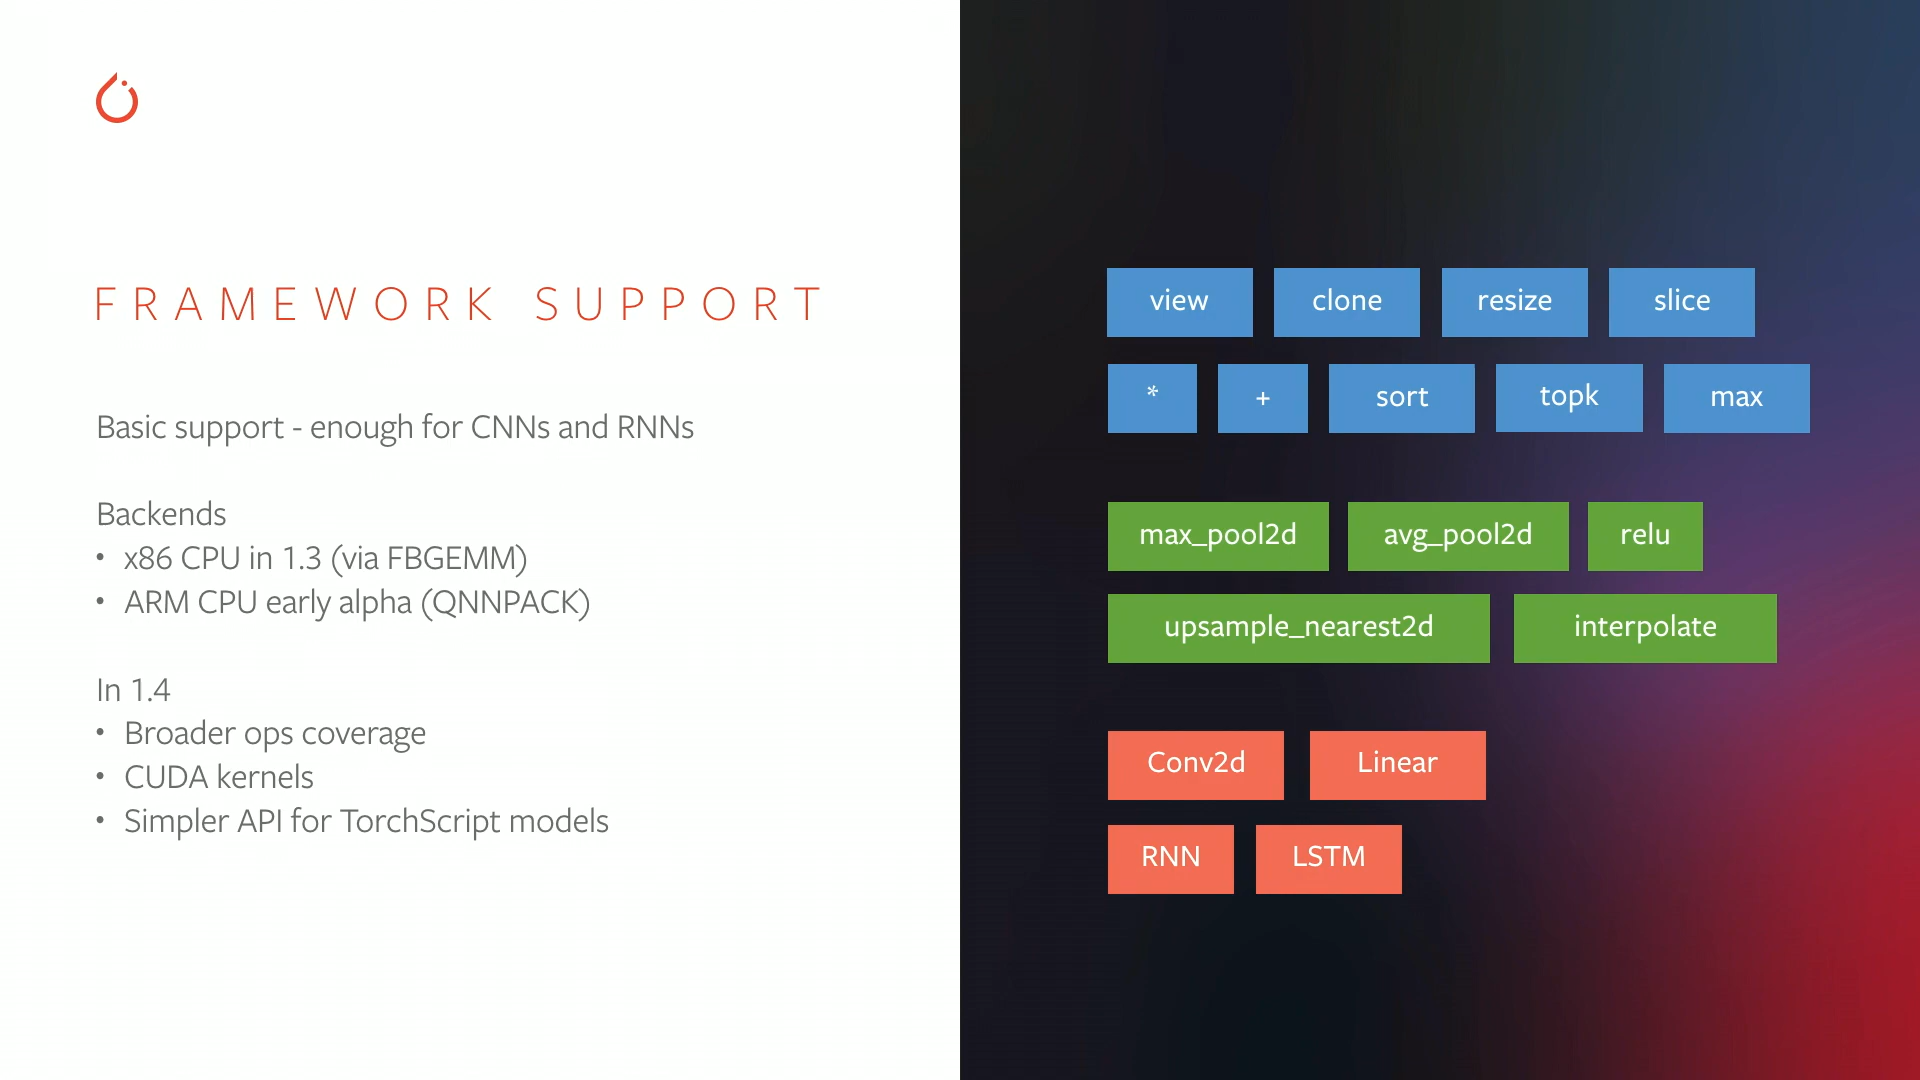 FRAMEWORK SUPPORT
Basic support - enough for CNNs and RNNs
Backends
• x86 CPU in 1.3 (via FBGEMM)
• ARM CPU early alpha (QNNPACK)
In 1.4
• Broader ops coverage
• CUDA kernels
• Simpler API for TorchScript models
view clone resize slice
* + sort topk max
max_pool2d avg_pool2d relu
upsample_nearest2d interpolate
Conv2d Linear
RNN LSTM